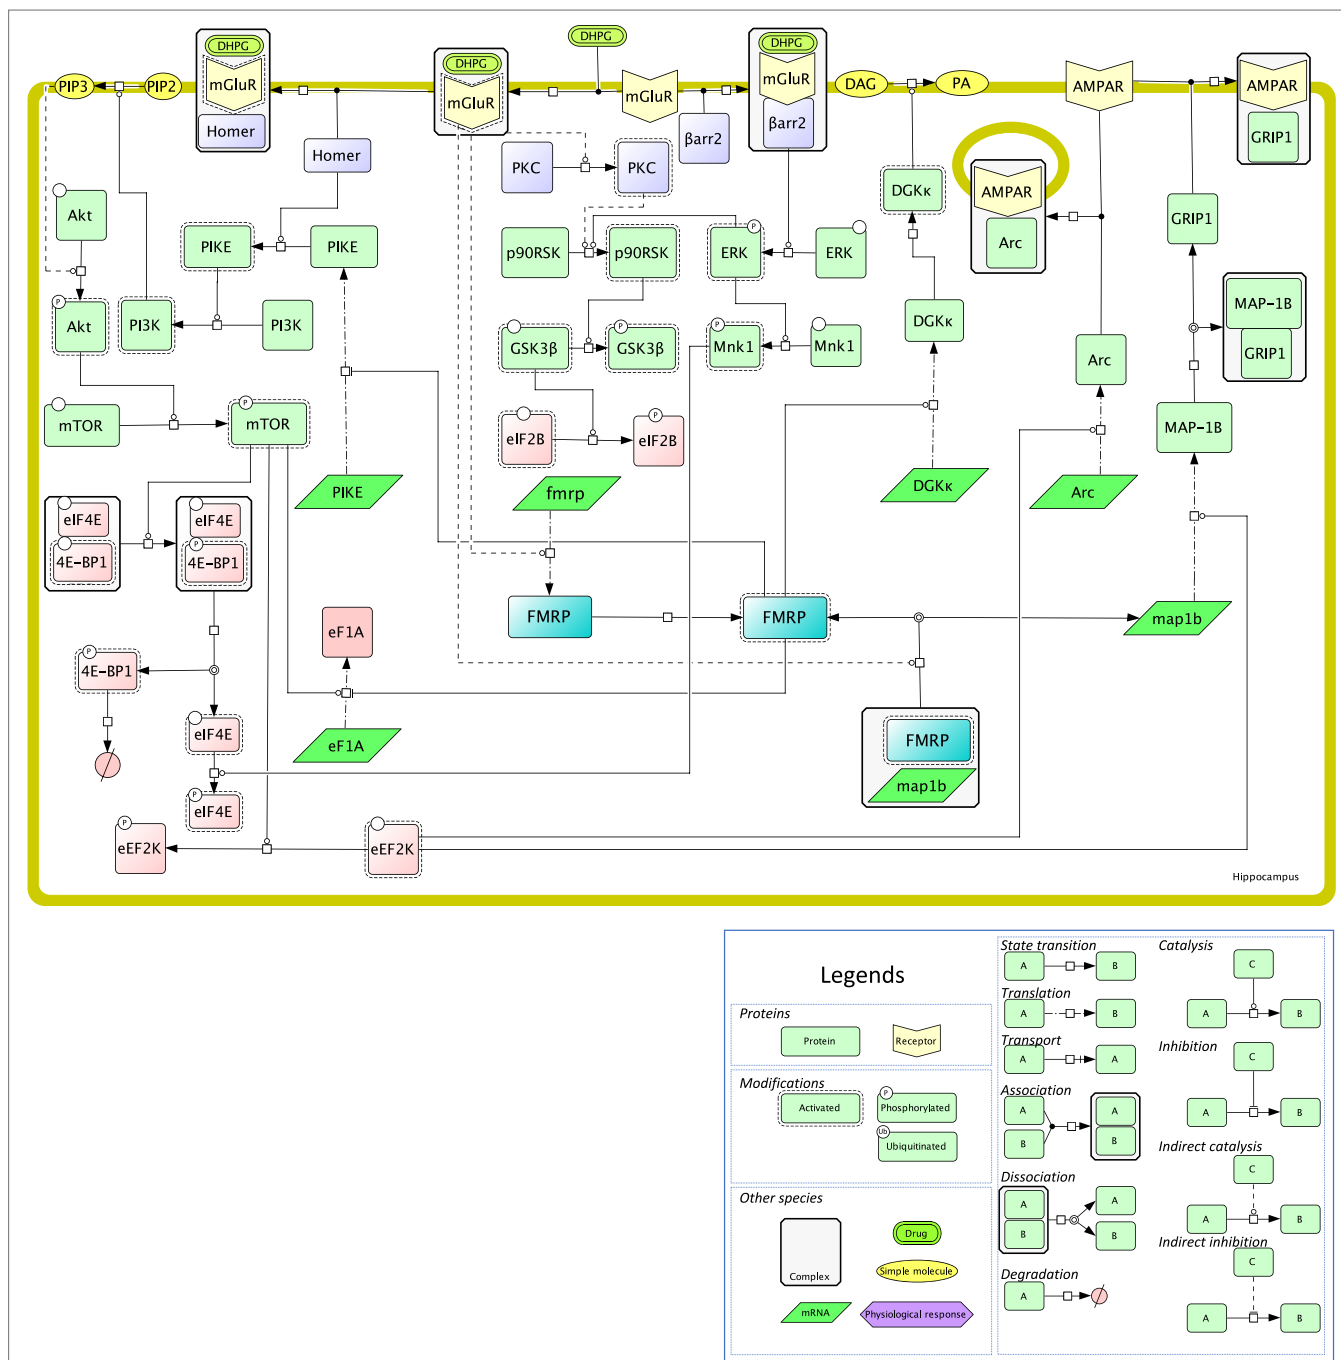 DHPG
mGluR
Homer
DHPG
mGluR
DHPG
mGluR
DHPG
mGluR
βarr2
βarr2
PIP3
PIP2
DAG
PA
AMPAR
AMPAR
GRIP1
Homer
PKC
PKC
DGKκ
AMPAR
Arc
GRIP1
Akt
PIKE
PIKE
p90RSK
p90RSK
P
ERK
ERK
P
Akt
PI3K
PI3K
GSK3β
P
GSK3β
P
Mnk1
Mnk1
DGKκ
Arc
MAP-1B
GRIP1
mTOR
P
mTOR
eIF2B
P
eIF2B
MAP-1B
PIKE
fmrp
DGKκ
Arc
eIF4E
4E-BP1
eIF4E
P
4E-BP1
eF1A
FMRP
FMRP
map1b
P
4E-BP1
eIF4E
eF1A
FMRP
map1b
P
eIF4E
P
eEF2K
eEF2K
Hippocampus
Legends
Proteins
Protein
Receptor
Modifications
Activated
P
Phosphorylated
Ub
Ubiquitinated
Other species
Complex
Drug
Simple molecule
mRNA
Physiological response
State transition
A
B
Translation
A
B
Transport
A
A
Association
A
B
A
B
Dissociation
A
B
A
B
Degradation
A
Catalysis
C
A
B
Inhibition
C
A
B
Indirect catalysis
C
A
B
Indirect inhibition
C
A
B